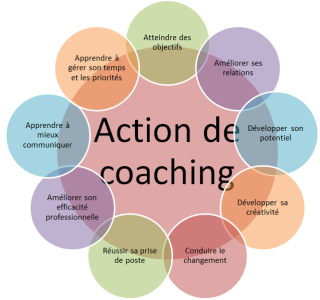 Atteindre des
objectifs
Améliorer ses
relations
Développer son
potentiel
Développer sa
créativité
Conduire le
changement
Réussir sa prise
de poste
Améliorer son
efficacité
professionnelle
Apprendre à
mieux
communiquer
Apprendre à
gérer son temps
et les priorités
Action de
coaching